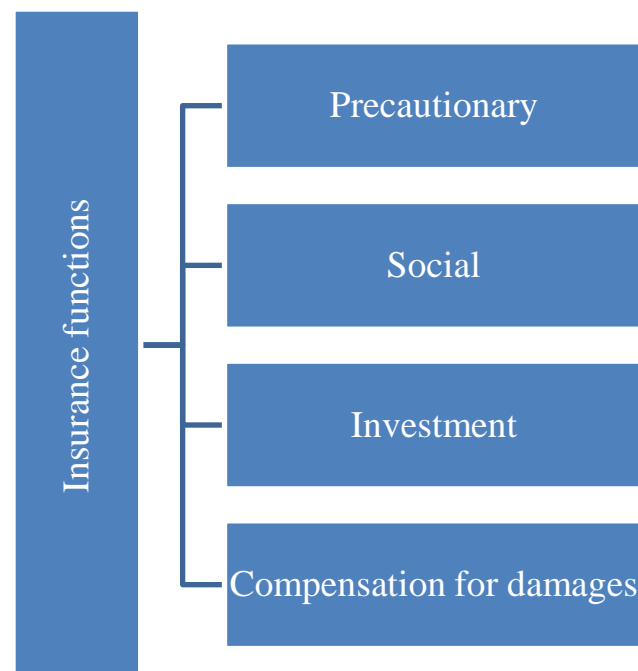 Insurance functions
Precautionary
Social
Investment
Compensation for damages